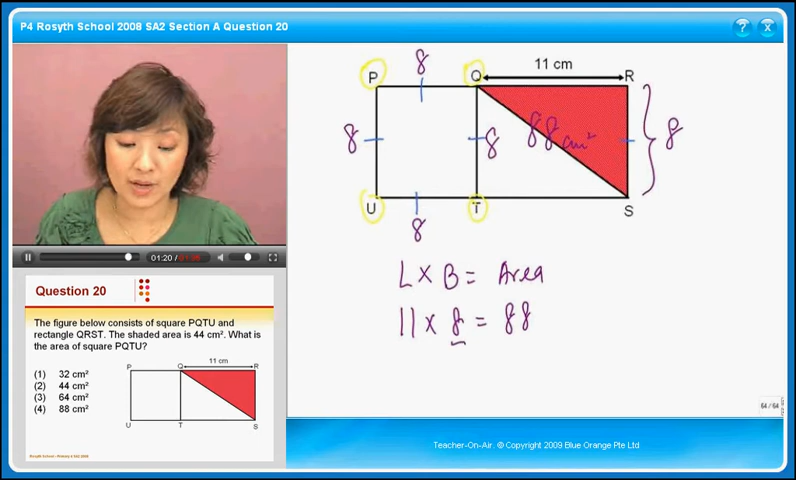 P4 Rosyth School 2008 SA2 Section A Question 20
? X
8
P Q 11 cm R
8 8 88 cm² 8
U T S
8
L × B = Area
11 × 8 = 88
01:20 / 01:38
Question 20
The figure below consists of square PQTU and
rectangle QRST. The shaded area is 44 cm². What is
the area of square PQTU?
11 cm
P Q R
(1) 32 cm²
(2) 44 cm²
(3) 64 cm²
(4) 88 cm²
U T S
Rosyth School - Primary 4 SA2 2008
64 / 64
Teacher-On-Air. © Copyright 2009 Blue Orange Pte Ltd